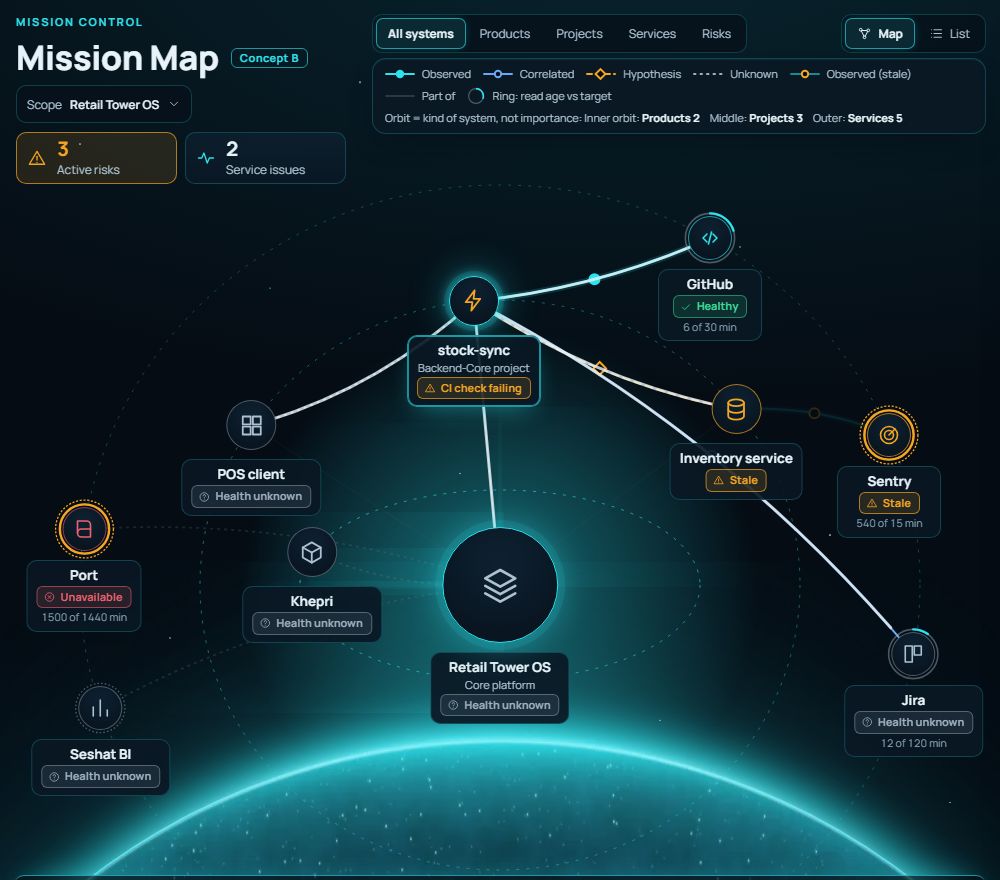 MISSION CONTROL
Mission Map
Concept B
Scope Retail Tower OS
3
Active risks
2
Service issues
All systems
Products
Projects
Services
Risks
Map
List
Observed
Correlated
Hypothesis
Unknown
Observed (stale)
Part of
Ring: read age vs target
Orbit = kind of system, not importance: Inner orbit: Products 2 Middle: Projects 3 Outer: Services 5
GitHub
Healthy
6 of 30 min
stock-sync
Backend-Core project
CI check failing
POS client
Health unknown
Inventory service
Stale
Sentry
Stale
540 of 15 min
Port
Unavailable
1500 of 1440 min
Khepri
Health unknown
Retail Tower OS
Core platform
Health unknown
Jira
Health unknown
12 of 120 min
Seshat BI
Health unknown